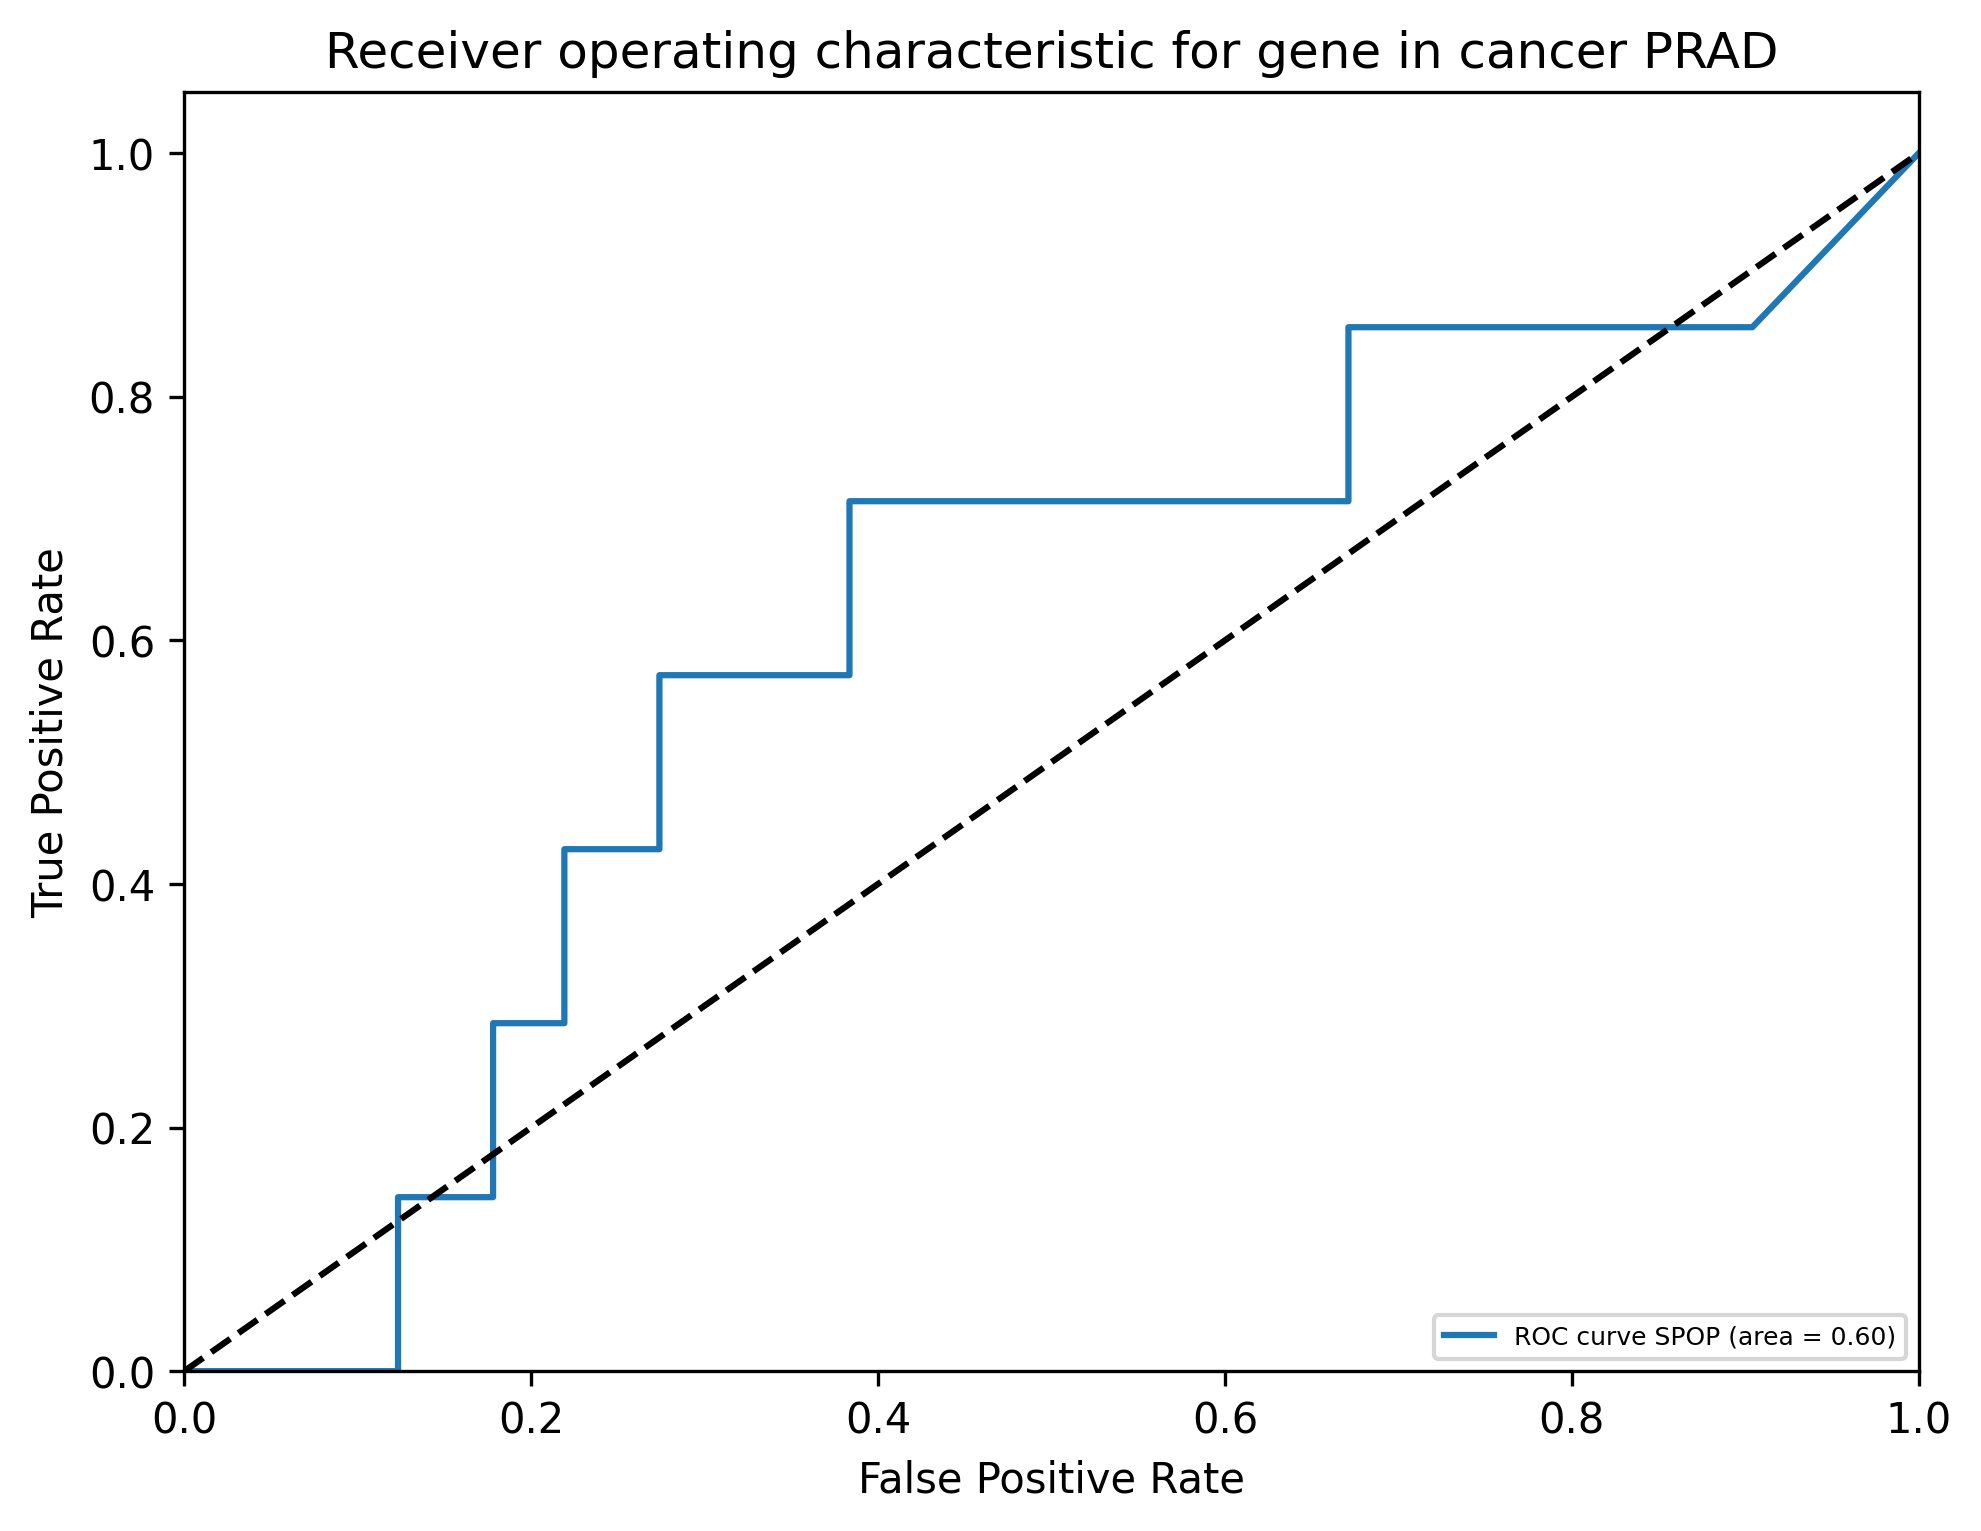 Receiver operating characteristic for gene in cancer PRAD
1.0
0.8
0.6
0.4
0.2
0.0
True Positive Rate
ROC curve SPOP (area = 0.60)
0.0 0.2 0.4 0.6 0.8 1.0
False Positive Rate